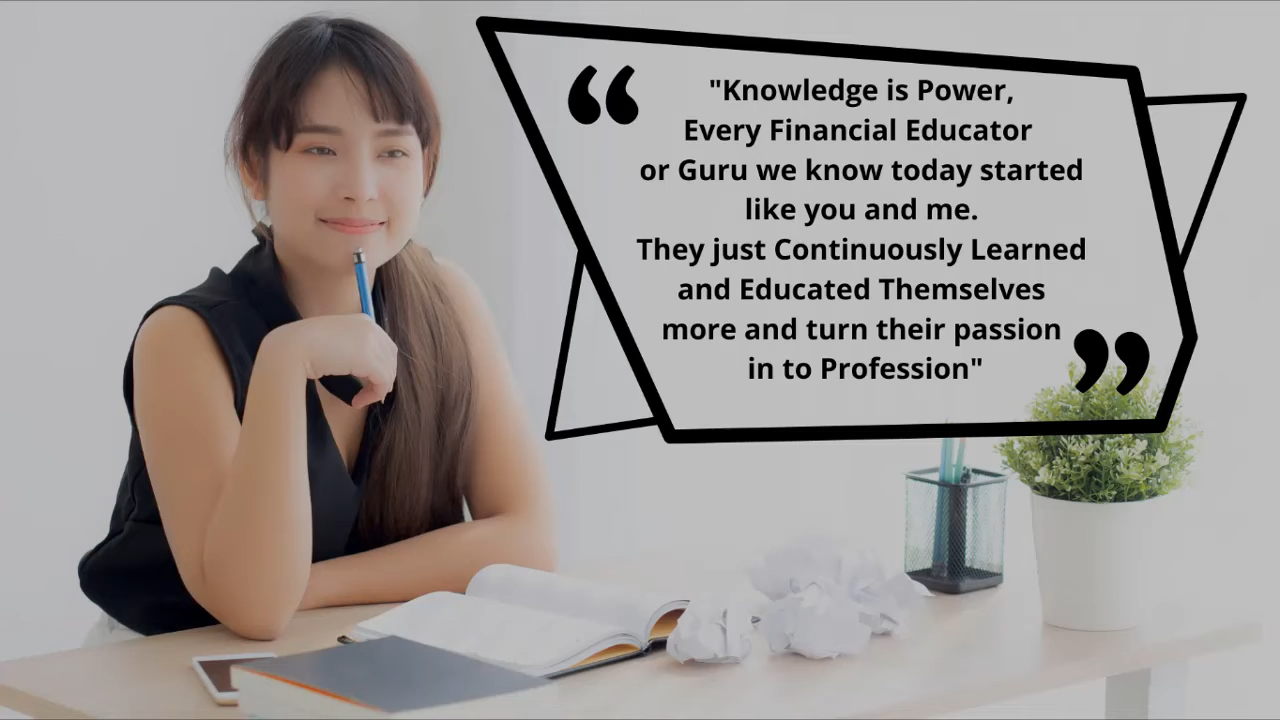 "Knowledge is Power,
Every Financial Educator
or Guru we know today started
like you and me.
They just Continuously Learned
and Educated Themselves
more and turn their passion
in to Profession"